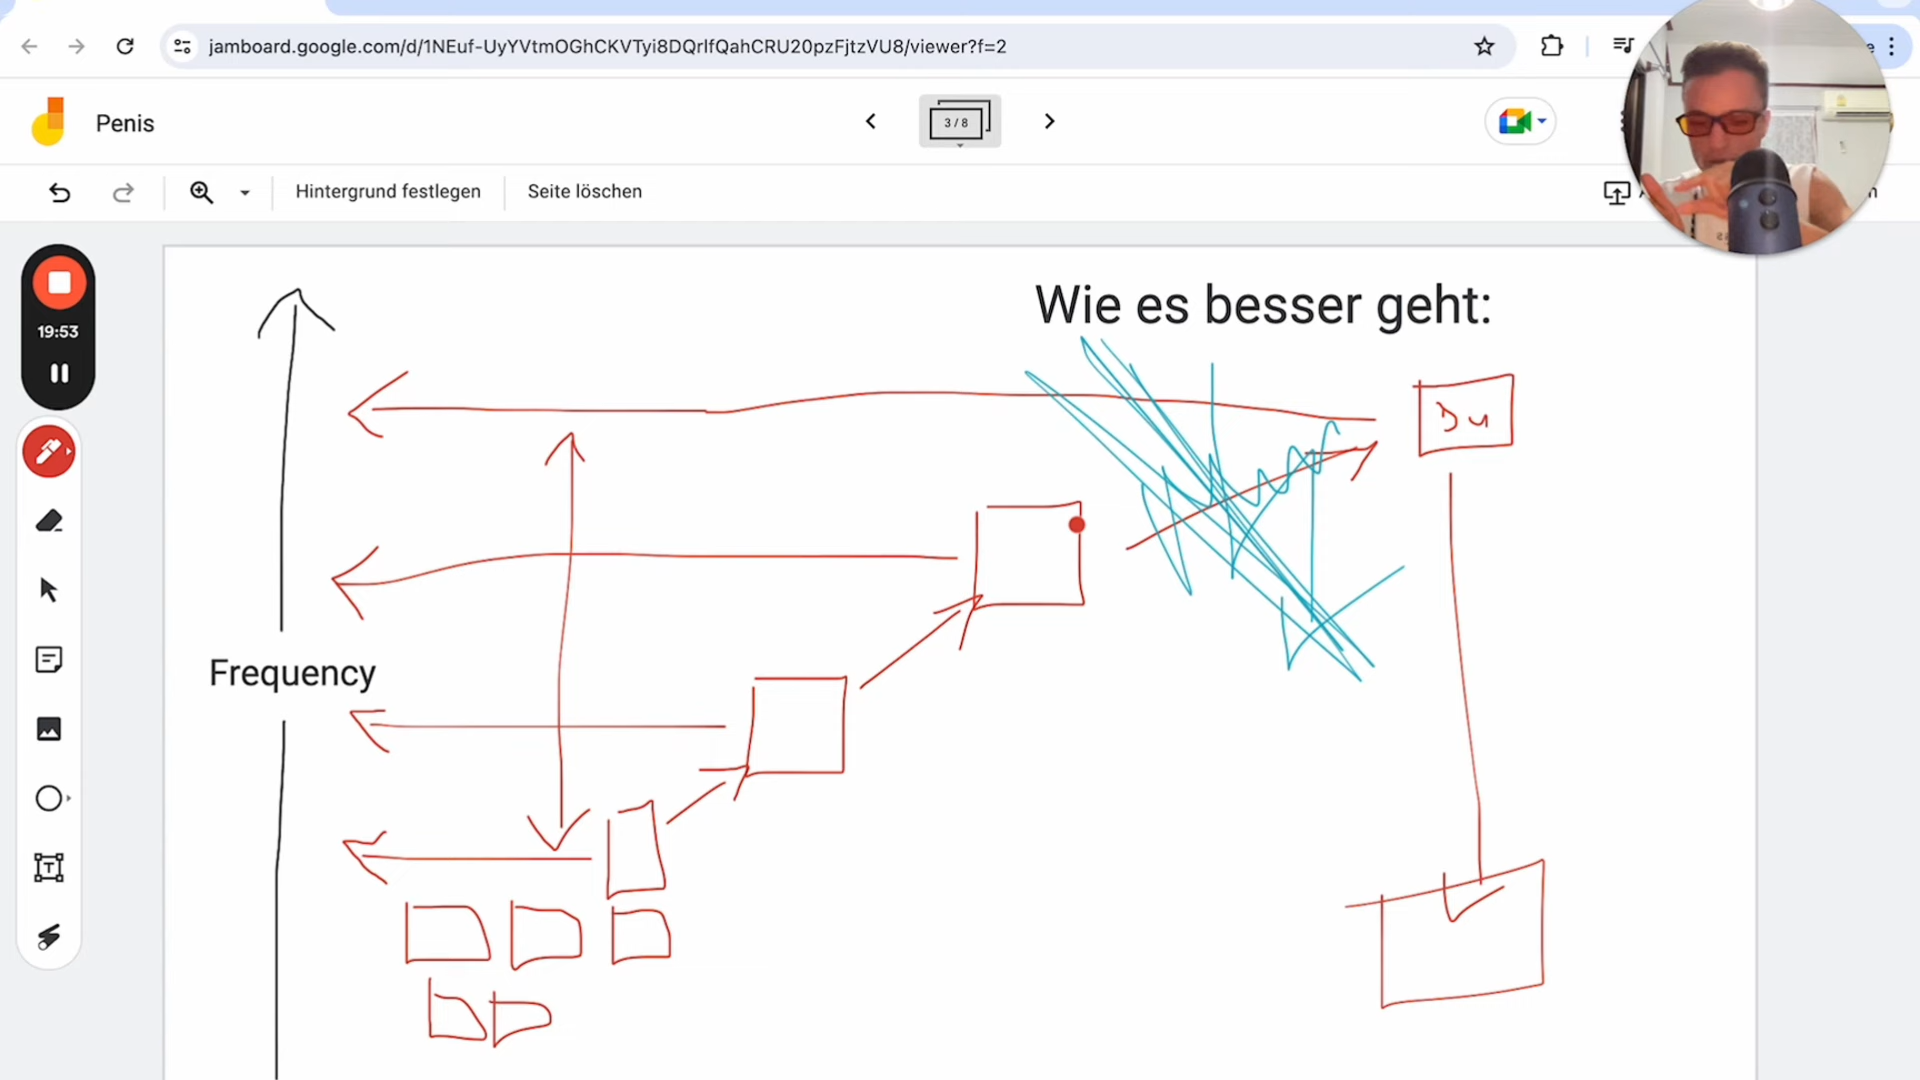 jamboard.google.com/d/1NEuf-UyYVtmOGhCKVTyi8DQrIfQahCRU20pzFjtzVU8/viewer?f=2
Penis
3 / 8
Hintergrund festlegen
Seite löschen
19:53
Wie es besser geht:
Du
Frequency